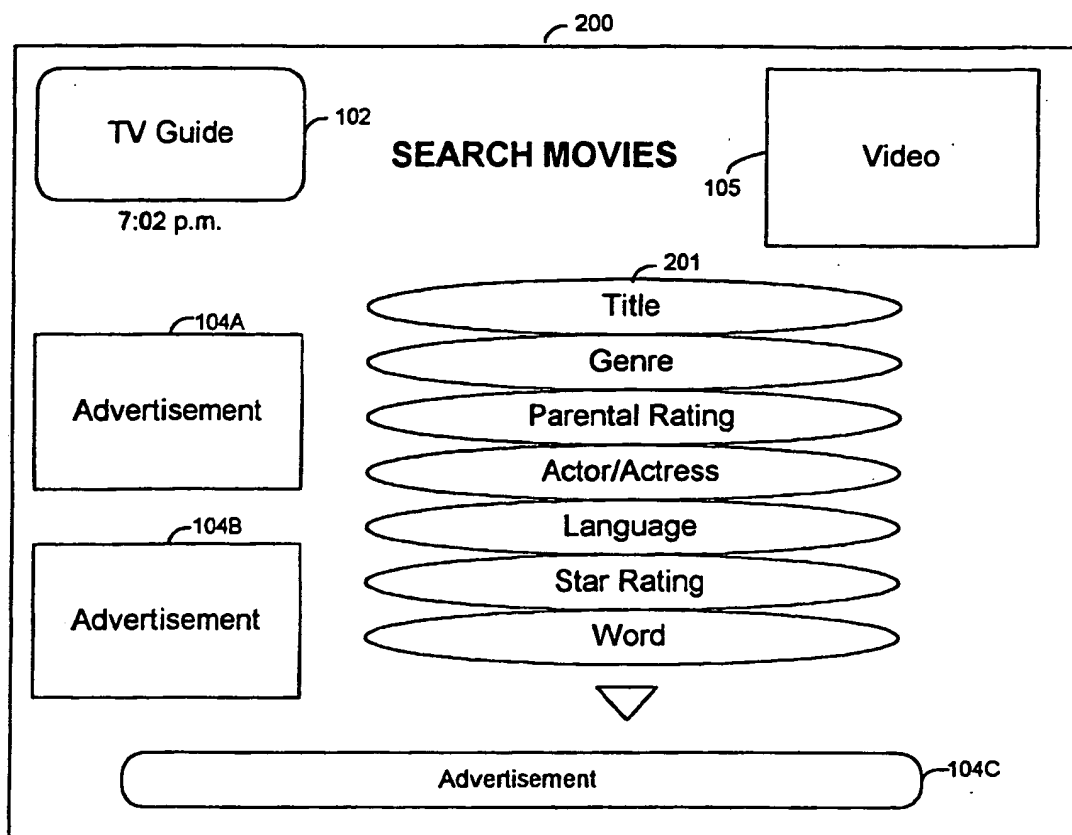 200
TV Guide
102
SEARCH MOVIES
Video
105
7:02 p.m.
201
Title
104A
Genre
Advertisement
Parental Rating
Actor/Actress
104B
Language
Advertisement
Star Rating
Word
Advertisement
104C